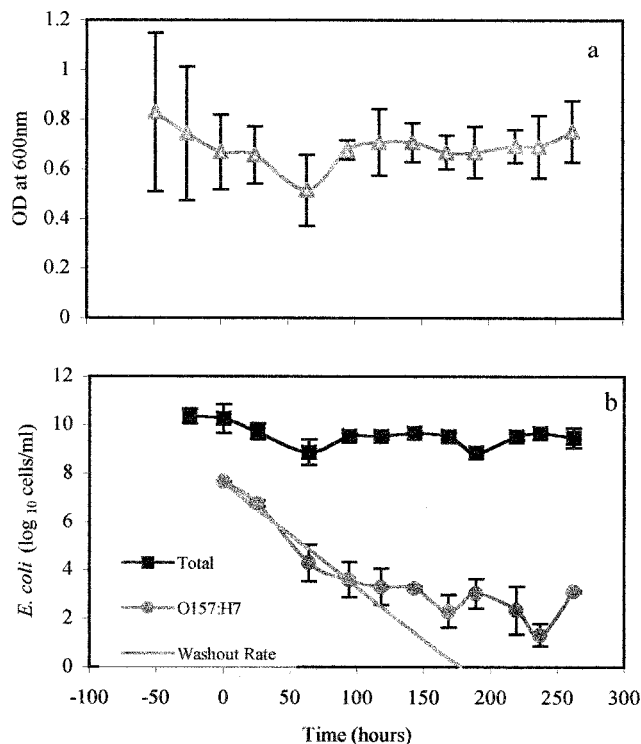 1.2
a
1
0.8
0.6
0.4
0.2
0
-100 -50 0 50 100 150 200 250 300
OD at 600nm
12
b
10
8
6
4
2
0
Total
O157:H7
Washout Rate
E. coli (log 10 cells/ml)
-100 -50 0 50 100 150 200 250 300
Time (hours)